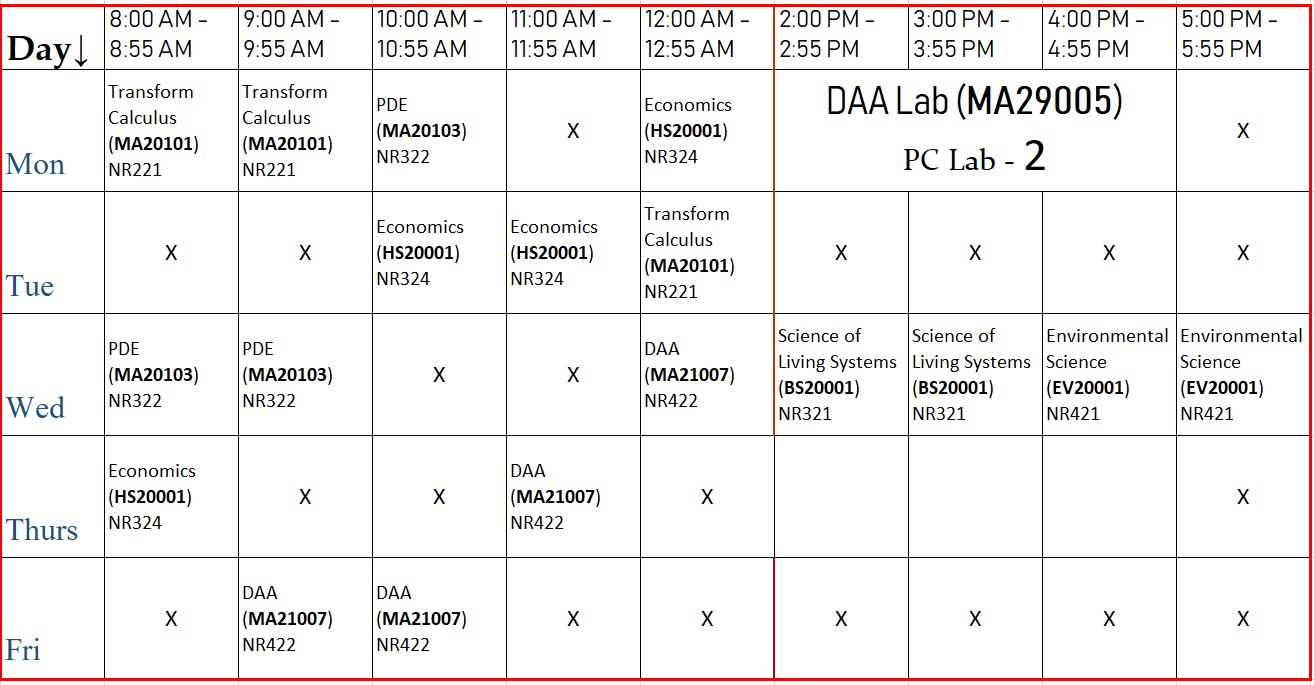 Day↓
8:00 AM –
8:55 AM
9:00 AM –
9:55 AM
10:00 AM –
10:55 AM
11:00 AM –
11:55 AM
12:00 AM –
12:55 AM
2:00 PM –
2:55 PM
3:00 PM –
3:55 PM
4:00 PM –
4:55 PM
5:00 PM –
5:55 PM
Mon
Transform
Calculus
(MA20101)
NR221
Transform
Calculus
(MA20101)
NR221
PDE
(MA20103)
NR322
X
Economics
(HS20001)
NR324
DAA Lab (MA29005)
PC Lab - 2
X
Tue
X
X
Economics
(HS20001)
NR324
Economics
(HS20001)
NR324
Transform
Calculus
(MA20101)
NR221
X
X
X
X
Wed
PDE
(MA20103)
NR322
PDE
(MA20103)
NR322
X
X
DAA
(MA21007)
NR422
Science of
Living Systems
(BS20001)
NR321
Science of
Living Systems
(BS20001)
NR321
Environmental
Science
(EV20001)
NR421
Environmental
Science
(EV20001)
NR421
Thurs
Economics
(HS20001)
NR324
X
X
DAA
(MA21007)
NR422
X
X
Fri
X
DAA
(MA21007)
NR422
DAA
(MA21007)
NR422
X
X
X
X
X
X